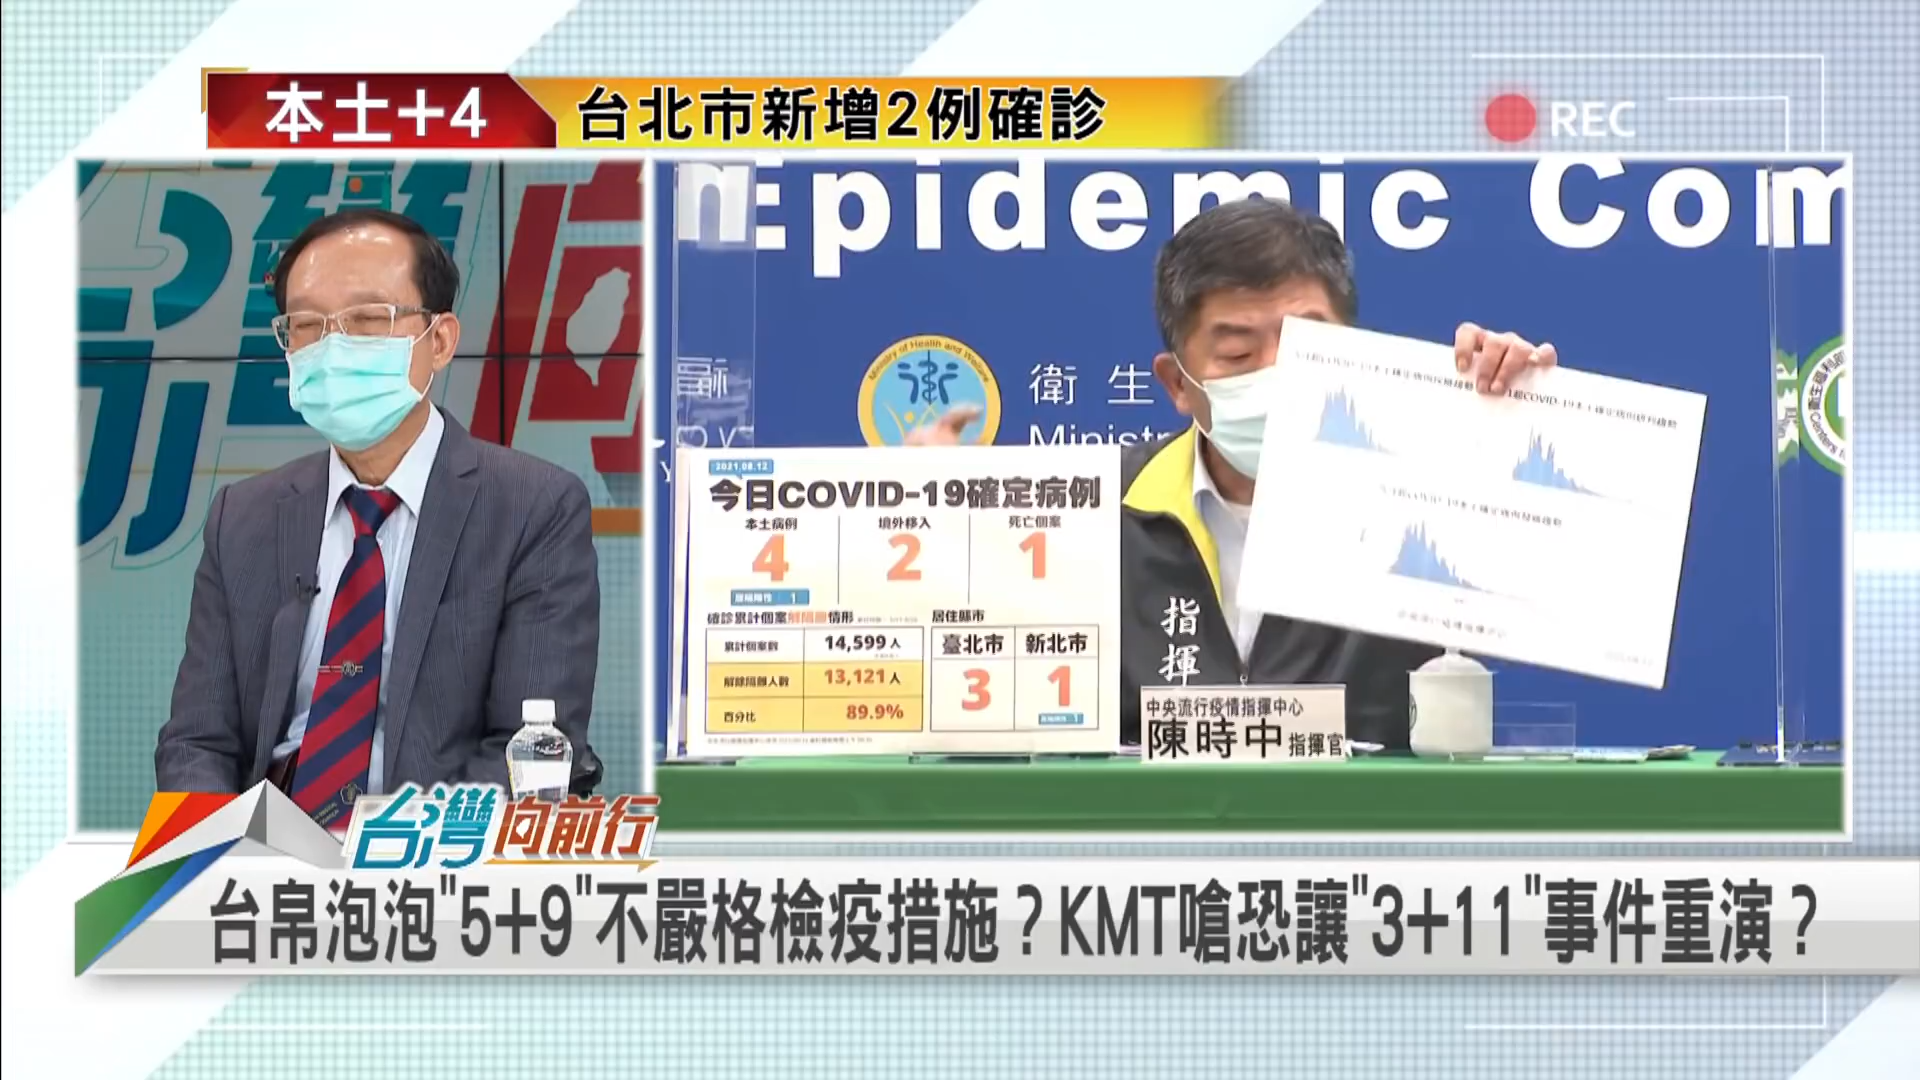 本土+4
台北市新增2例確診
REC
Epidemic Com
Ministry of Health and Welfare
衛生
Ministr
2021.08.12
今日COVID-19確定病例
本土病例
境外移入
死亡個案
4
2
1
確診累計個案解隔離情形
居住縣市
累計個案數
14,599人
解除隔離人數
13,121人
百分比
89.9%
臺北市
新北市
3
1
指揮
中央流行疫情指揮中心
陳時中 指揮官
台灣向前行
台帛泡泡"5+9"不嚴格檢疫措施？KMT嗆恐讓"3+11"事件重演？